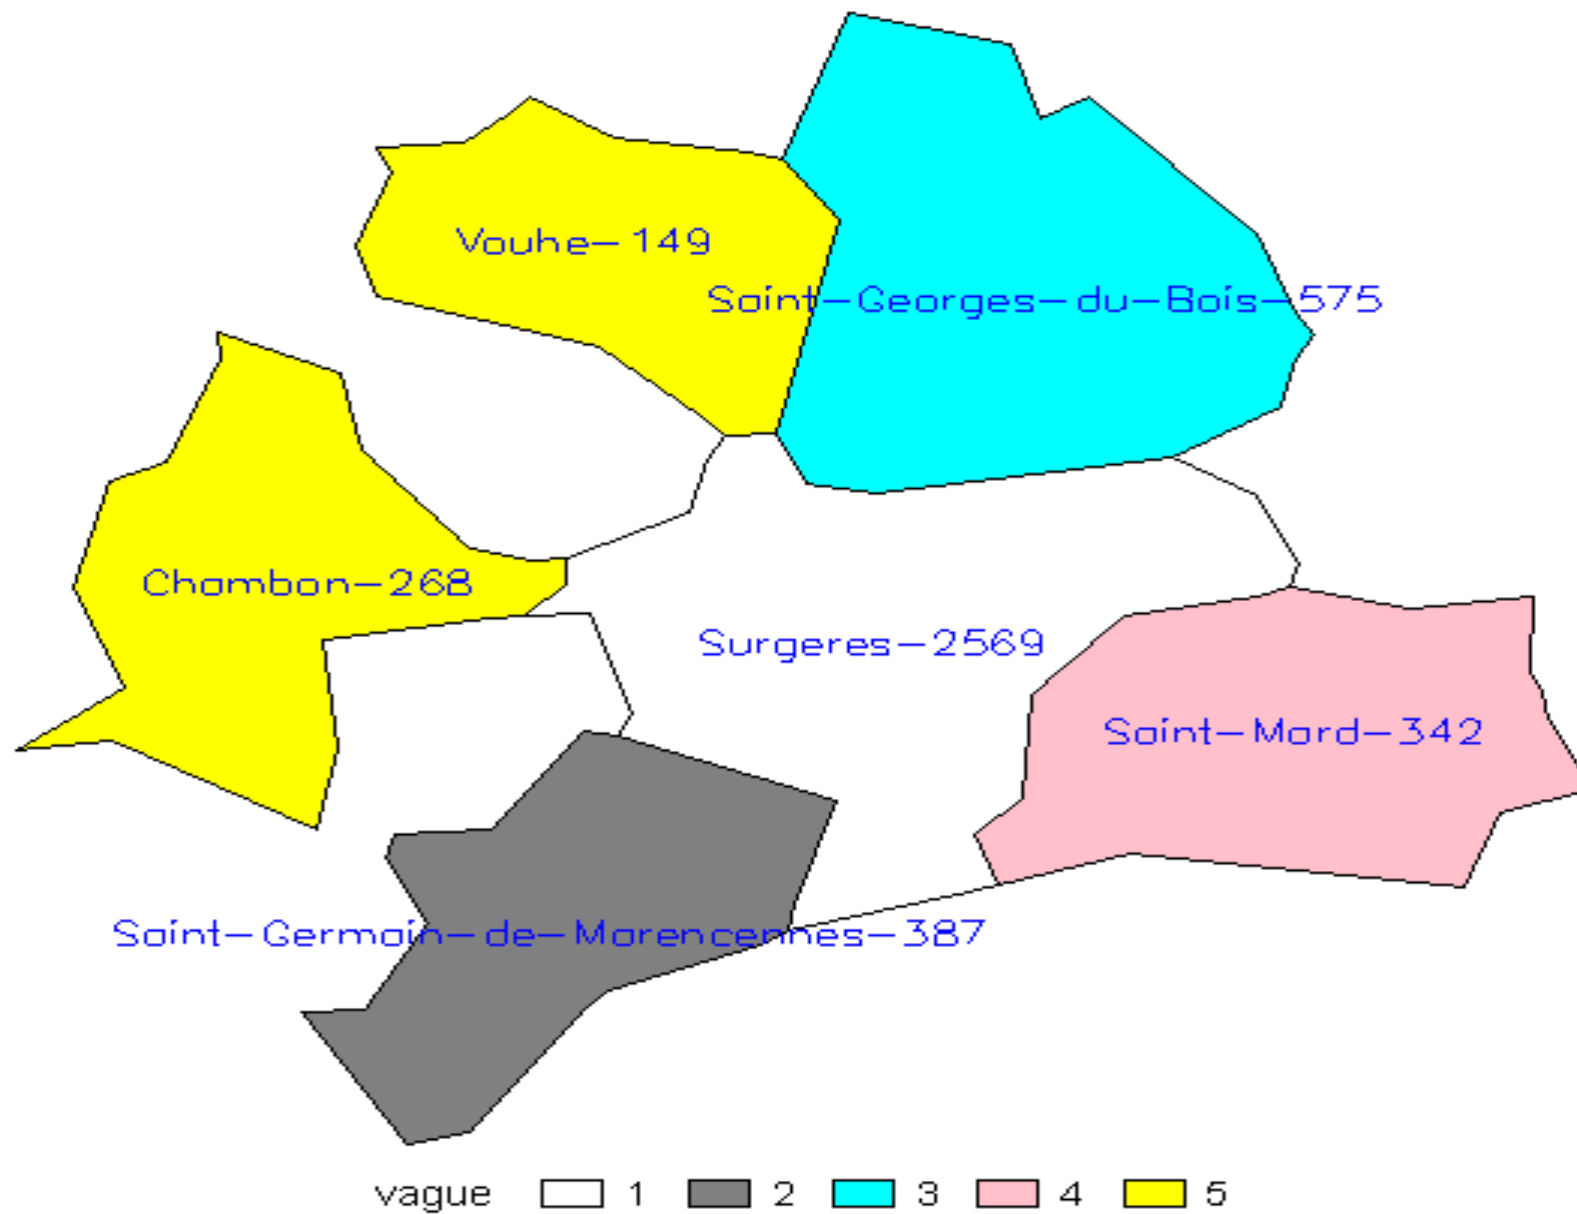 Vouhe-149
Saint-Georges-du-Bois-575
Chambon-268
Surgeres-2569
Saint-Mard-342
Saint-Germain-de-Marencennes-387
vague 1 2 3 4 5